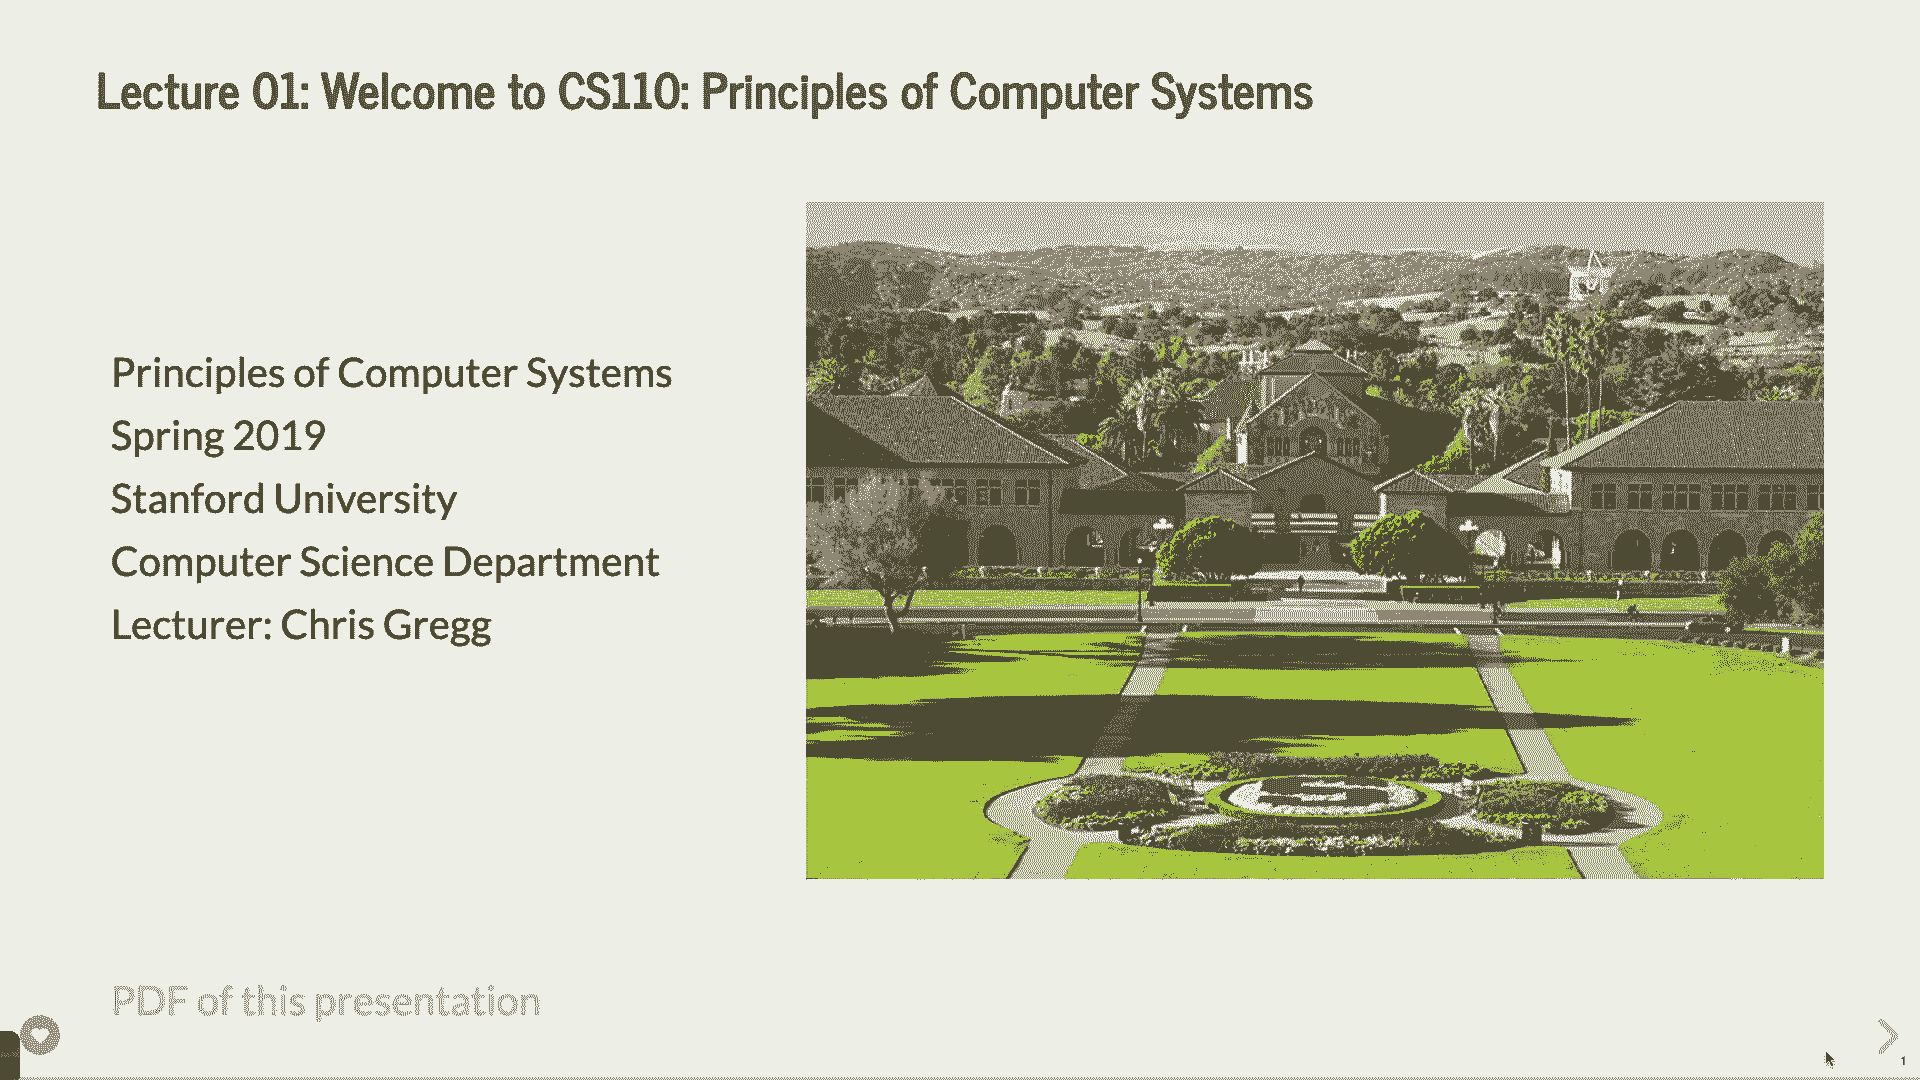 Lecture 01: Welcome to CS110: Principles of Computer Systems
Principles of Computer Systems
Spring 2019
Stanford University
Computer Science Department
Lecturer: Chris Gregg
PDF of this presentation
1